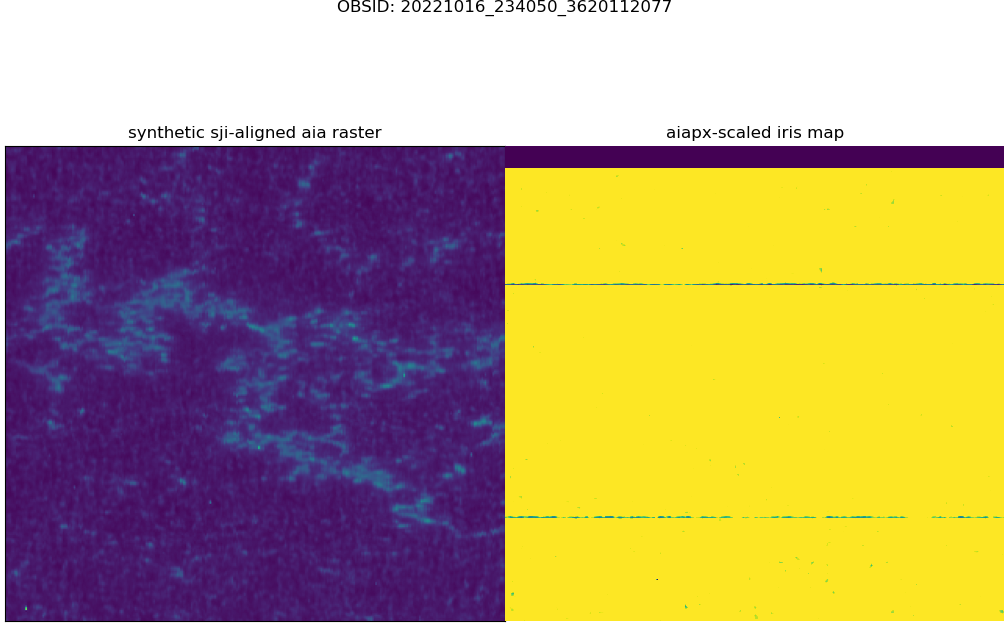 OBSID: 20221016_234050_3620112077
synthetic sji-aligned aia raster
aiapx-scaled iris map